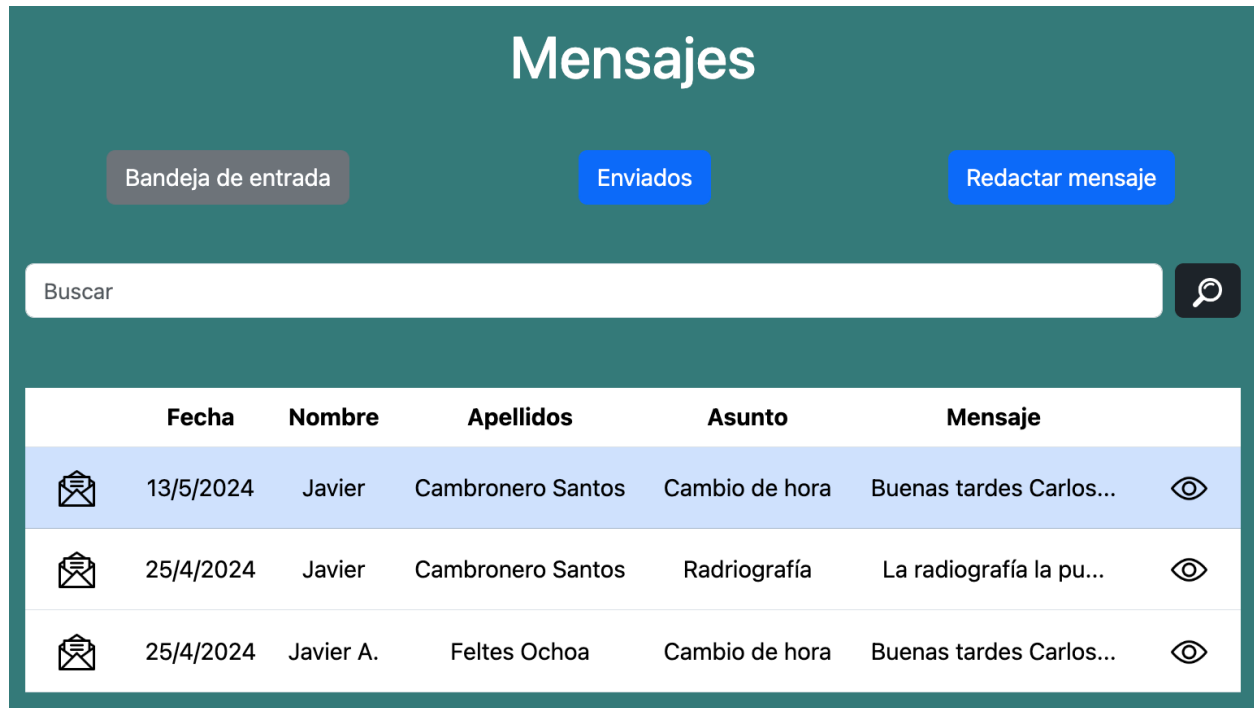 Mensajes
Bandeja de entrada Enviados Redactar mensaje
Buscar
Fecha Nombre Apellidos Asunto Mensaje
13/5/2024 Javier Cambronero Santos Cambio de hora Buenas tardes Carlos...
25/4/2024 Javier Cambronero Santos Radriografía La radiografía la pu...
25/4/2024 Javier A. Feltes Ochoa Cambio de hora Buenas tardes Carlos...